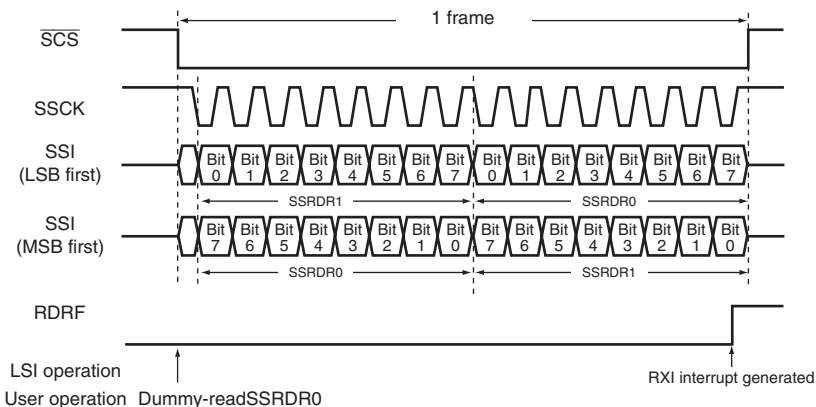 1 frame
SCS
SSCK
SSI
(LSB first)
Bit 0 Bit 1 Bit 2 Bit 3 Bit 4 Bit 5 Bit 6 Bit 7 Bit 0 Bit 1 Bit 2 Bit 3 Bit 4 Bit 5 Bit 6 Bit 7
SSRDR1 SSRDR0
SSI
(MSB first)
Bit 7 Bit 6 Bit 5 Bit 4 Bit 3 Bit 2 Bit 1 Bit 0 Bit 7 Bit 6 Bit 5 Bit 4 Bit 3 Bit 2 Bit 1 Bit 0
SSRDR0 SSRDR1
RDRF
LSI operation
RXI interrupt generated
User operation Dummy-readSSRDR0